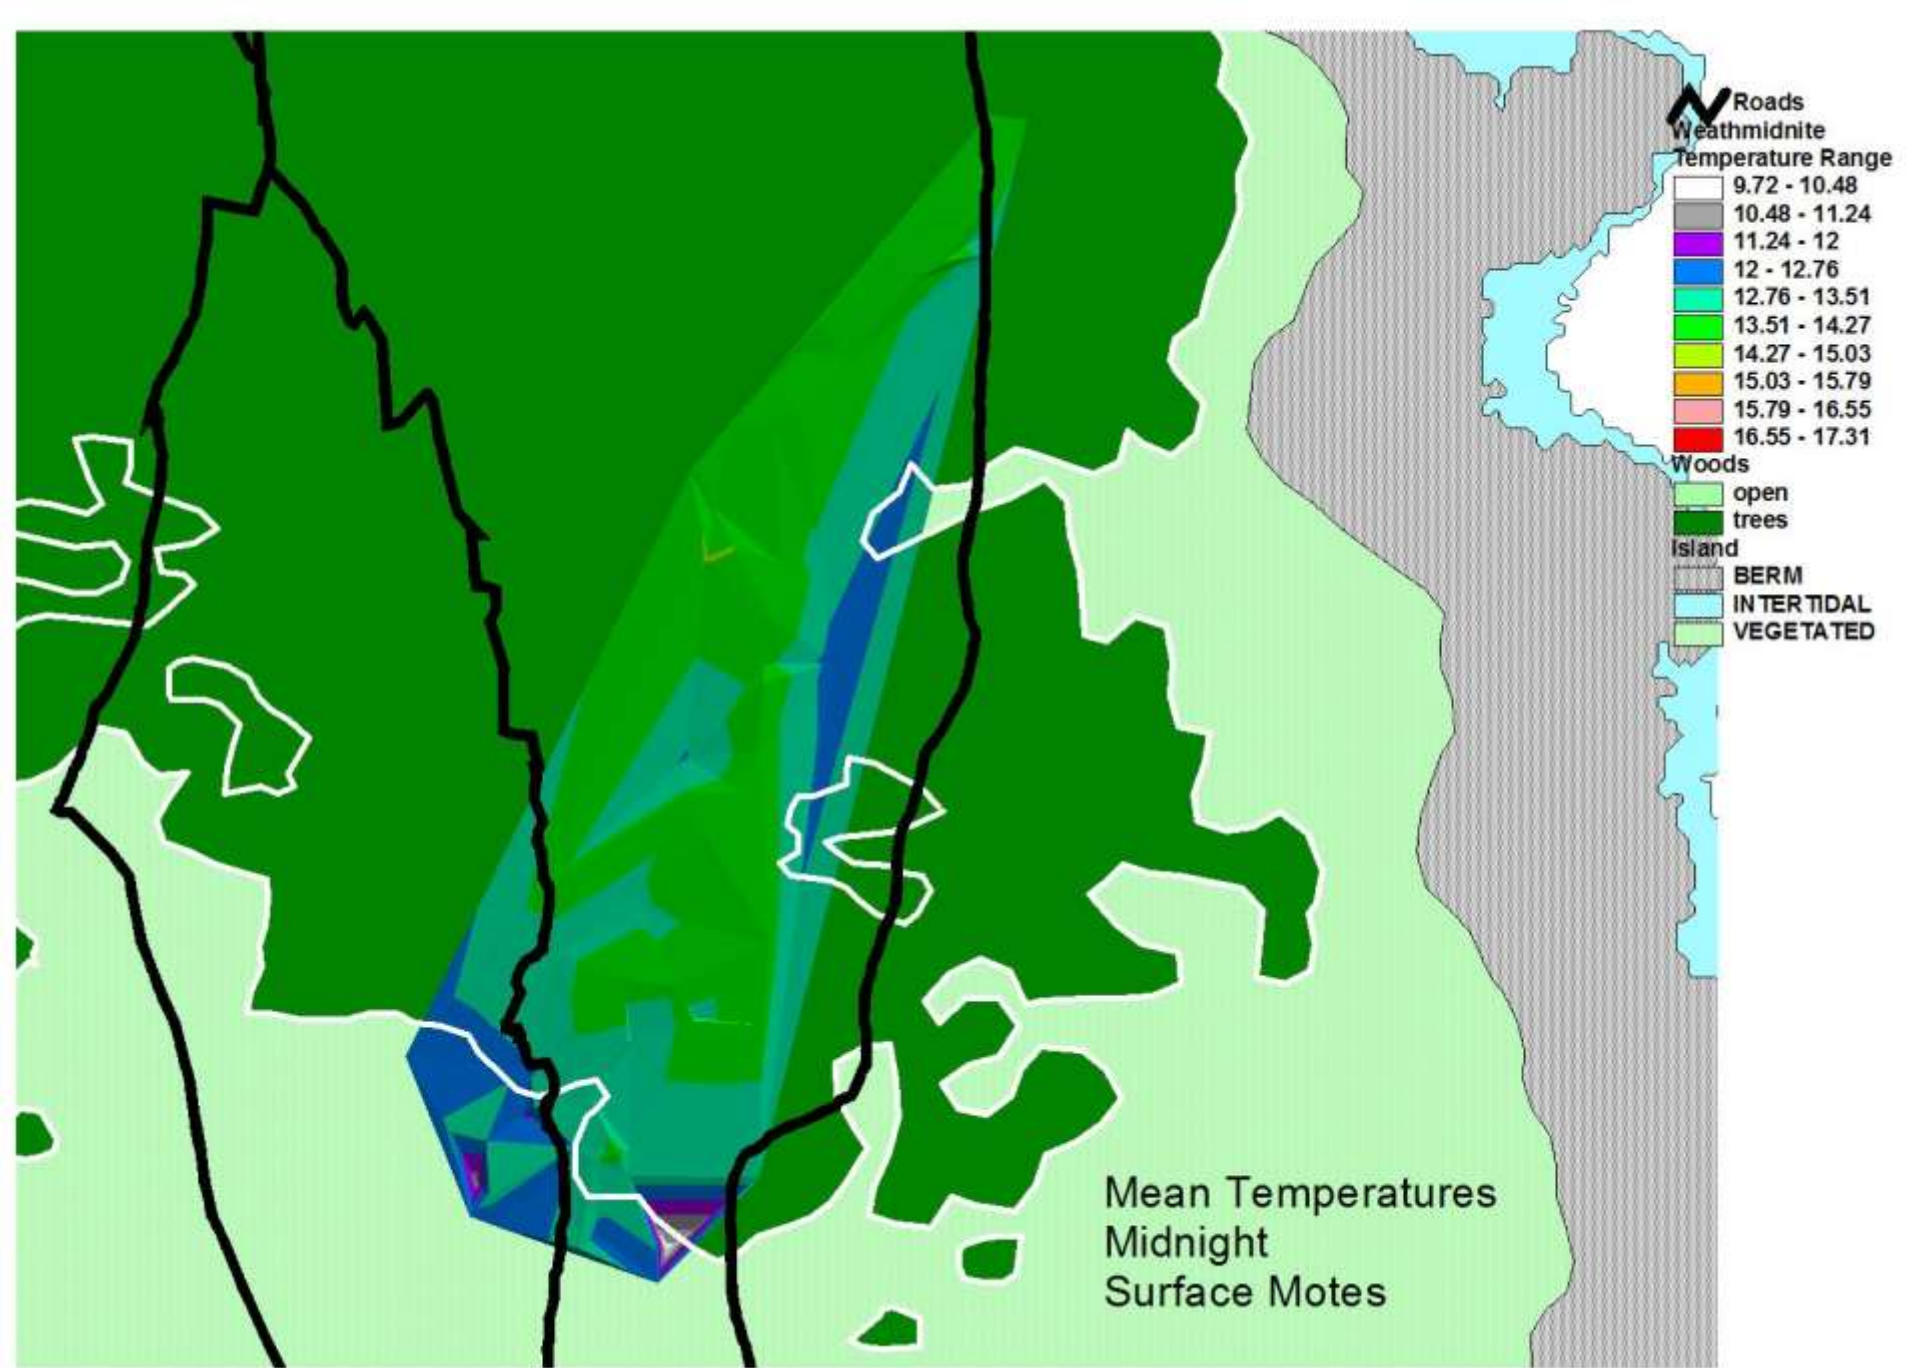 Roads
Weathmidnite
Temperature Range
9.72 - 10.48
10.48 - 11.24
11.24 - 12
12 - 12.76
12.76 - 13.51
13.51 - 14.27
14.27 - 15.03
15.03 - 15.79
15.79 - 16.55
16.55 - 17.31
Woods
open
trees
Island
BERM
INTERTIDAL
VEGETATED
Mean Temperatures
Midnight
Surface Motes